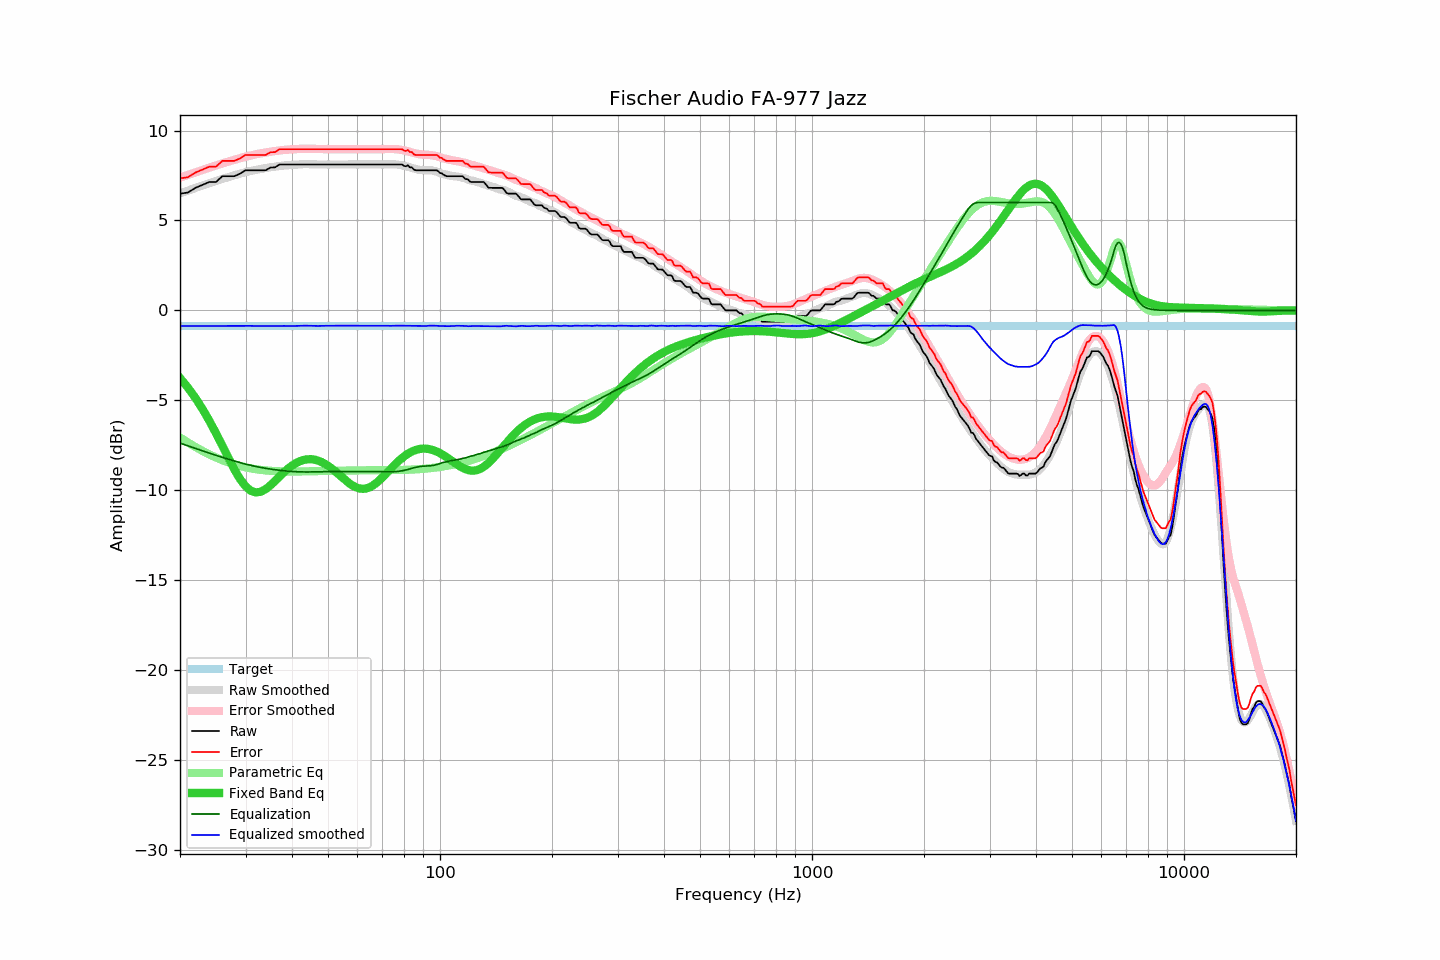 Fischer Audio FA-977 Jazz
10
5
0
−5
−10
−15
−20
−25
−30
Amplitude (dBr)
Target
Raw Smoothed
Error Smoothed
Raw
Error
Parametric Eq
Fixed Band Eq
Equalization
Equalized smoothed
100
1000
10000
Frequency (Hz)